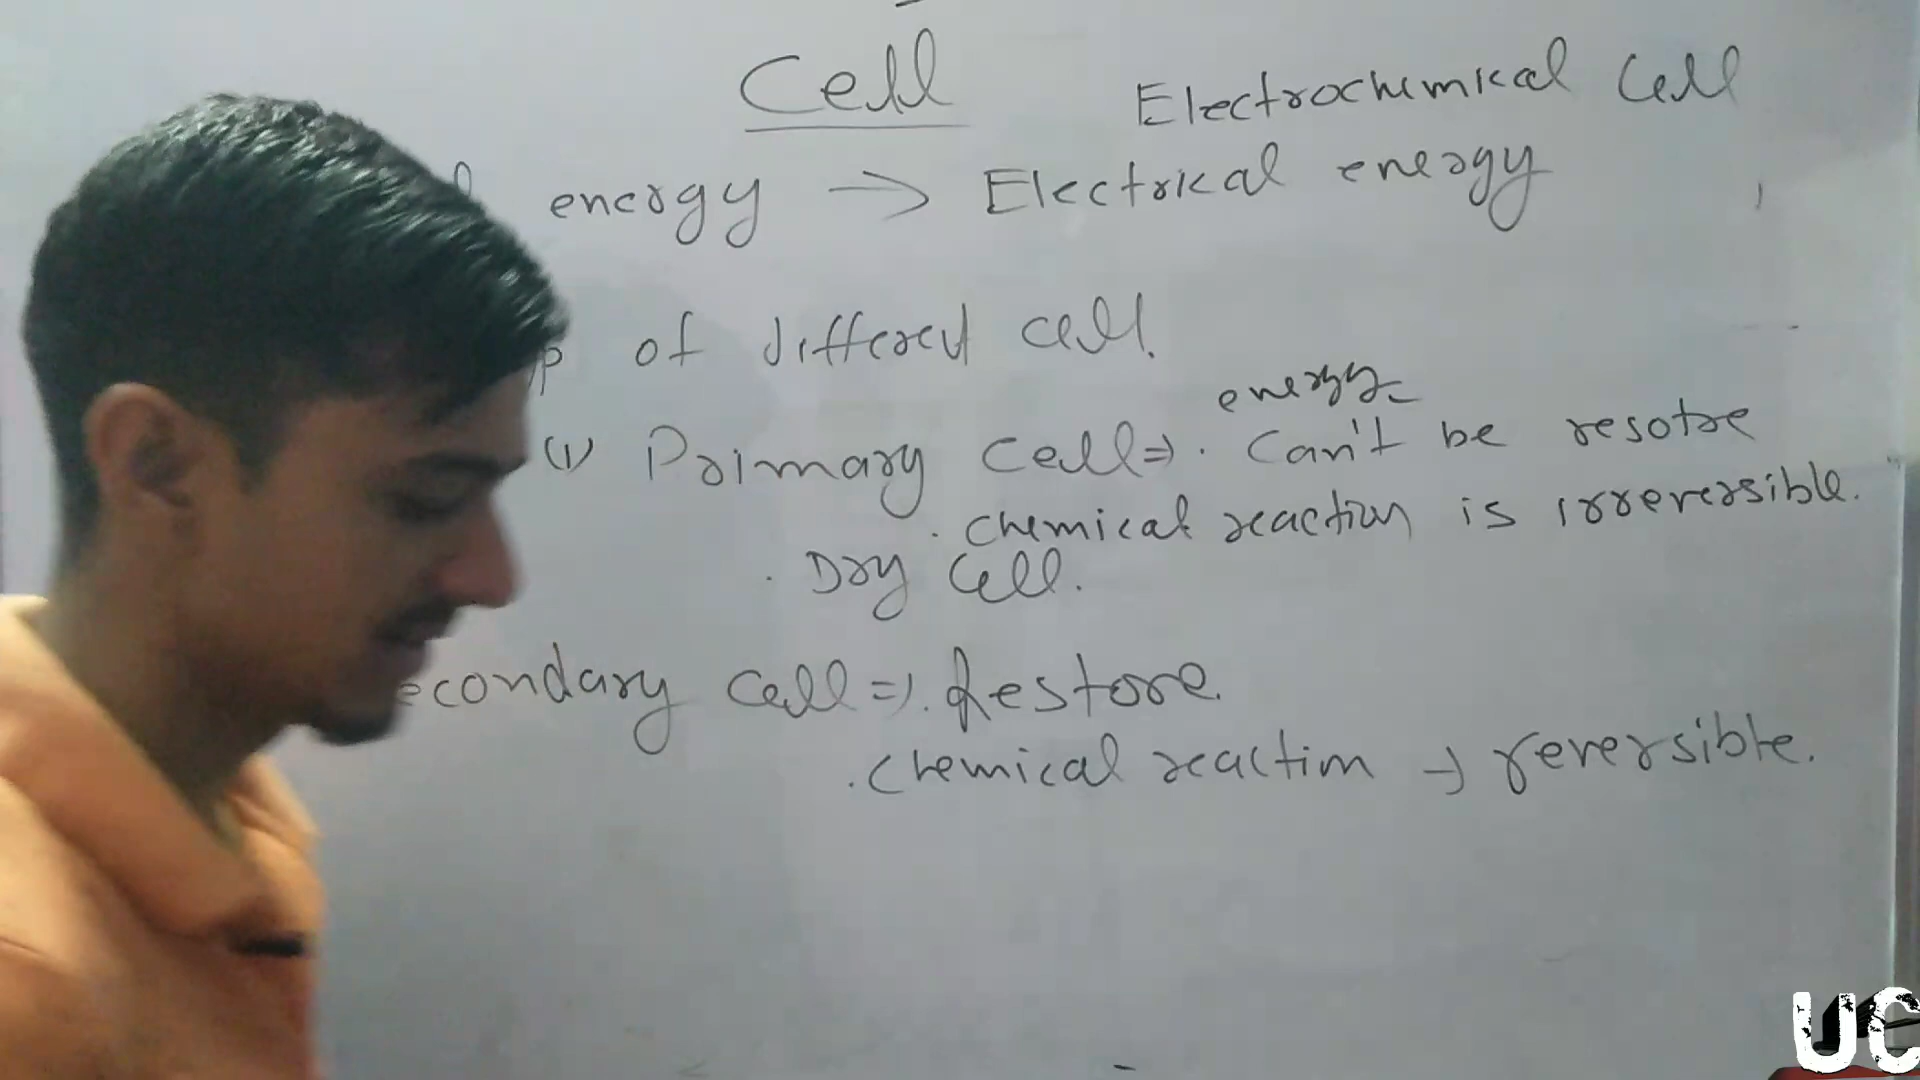 Cell
Electrochemical Cell
energy → Electrical energy
of different cell.
energy
(1) Primary Cell ⇒ . Can't be resotre
. chemical reaction is irreversible.
. Dry Cell.
econdary Cell ⇒ . Restore.
. Chemical reaction → reversible.
UC